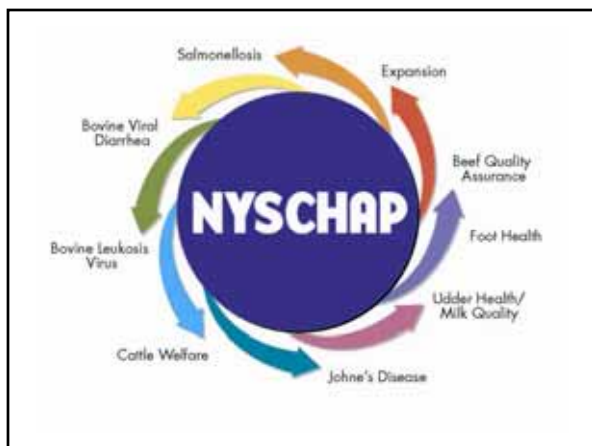 Salmonellosis
Expansion
Bovine Viral
Diarrhea
Beef Quality
Assurance
NYSCHAP
Foot Health
Bovine Leukosis
Virus
Udder Health/
Milk Quality
Cattle Welfare
Johne's Disease